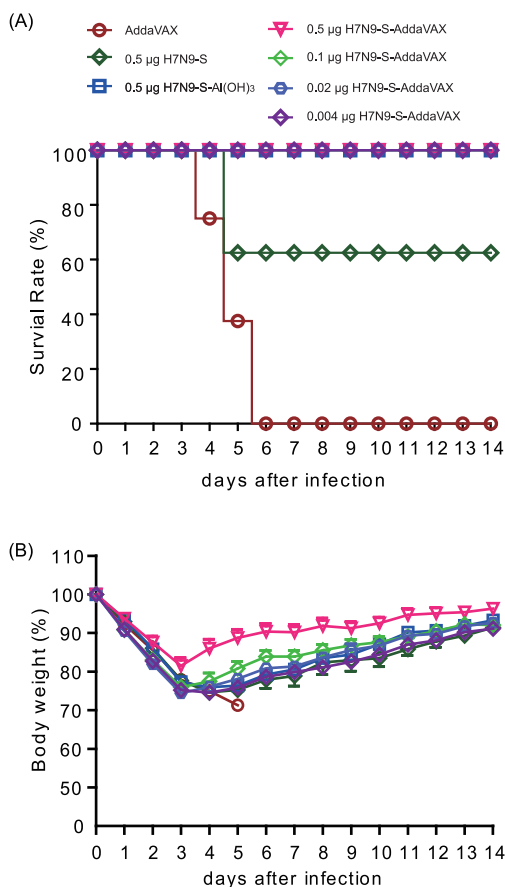 (A)
AddaVAX
0.5 μg H7N9-S
0.5 μg H7N9-S-Al(OH)₃
0.5 μg H7N9-S-AddaVAX
0.1 μg H7N9-S-AddaVAX
0.02 μg H7N9-S-AddaVAX
0.004 μg H7N9-S-AddaVAX
100
80
60
40
20
0
Survial Rate (%)
0 1 2 3 4 5 6 7 8 9 10 11 12 13 14
days after infection
(B)
110
100
90
80
70
60
50
0
Body weight (%)
0 1 2 3 4 5 6 7 8 9 10 11 12 13 14
days after infection